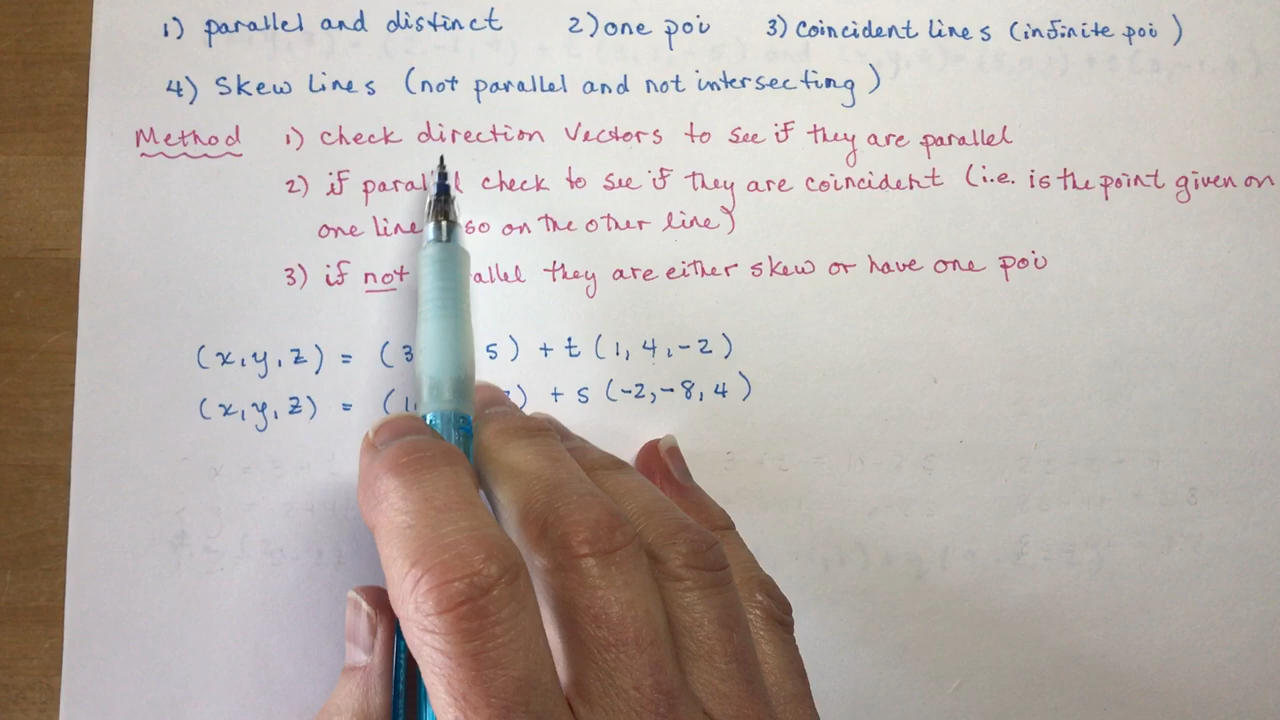 1) parallel and distinct 2) one poi 3) coincident lines (infinite poi)
4) Skew Lines (not parallel and not intersecting)
Method 1) check direction vectors to see if they are parallel
2) if check to see if they are coincident (i.e. is the point given on
one line on the other line)
3) if not they are either skew or have one poi
(x,y,z) = (3 5) + t (1,4,-2)
(x,y,z) = (1, ) + s (-2,-8,4)